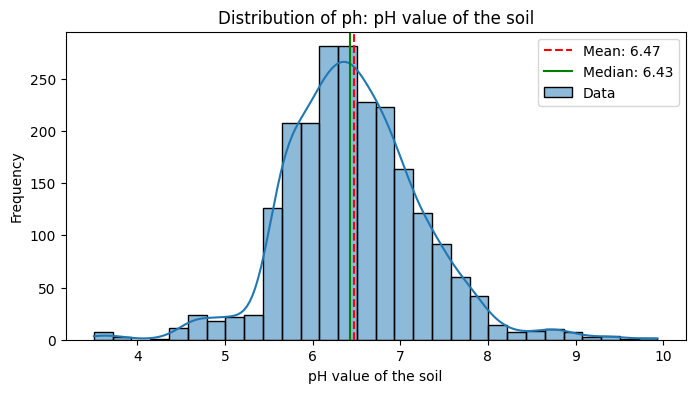 Distribution of ph: pH value of the soil
Mean: 6.47
Median: 6.43
Data
Frequency
250
200
150
100
50
0
4 5 6 7 8 9 10
pH value of the soil